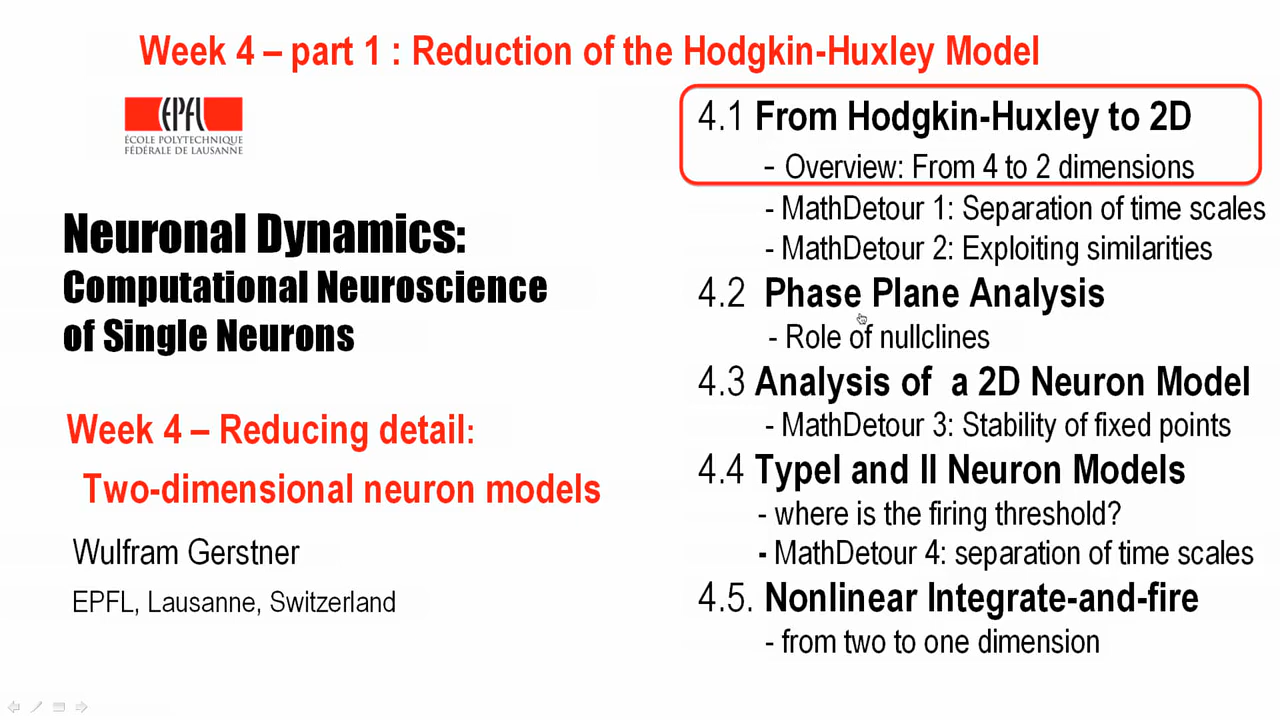 Week 4 – part 1 : Reduction of the Hodgkin-Huxley Model
EPFL
ÉCOLE POLYTECHNIQUE
FÉDÉRALE DE LAUSANNE
Neuronal Dynamics:
Computational Neuroscience
of Single Neurons
Week 4 – Reducing detail:
Two-dimensional neuron models
Wulfram Gerstner
EPFL, Lausanne, Switzerland
4.1 From Hodgkin-Huxley to 2D
- Overview: From 4 to 2 dimensions
- MathDetour 1: Separation of time scales
- MathDetour 2: Exploiting similarities
4.2 Phase Plane Analysis
- Role of nullclines
4.3 Analysis of a 2D Neuron Model
- MathDetour 3: Stability of fixed points
4.4 TypeI and II Neuron Models
- where is the firing threshold?
- MathDetour 4: separation of time scales
4.5. Nonlinear Integrate-and-fire
- from two to one dimension